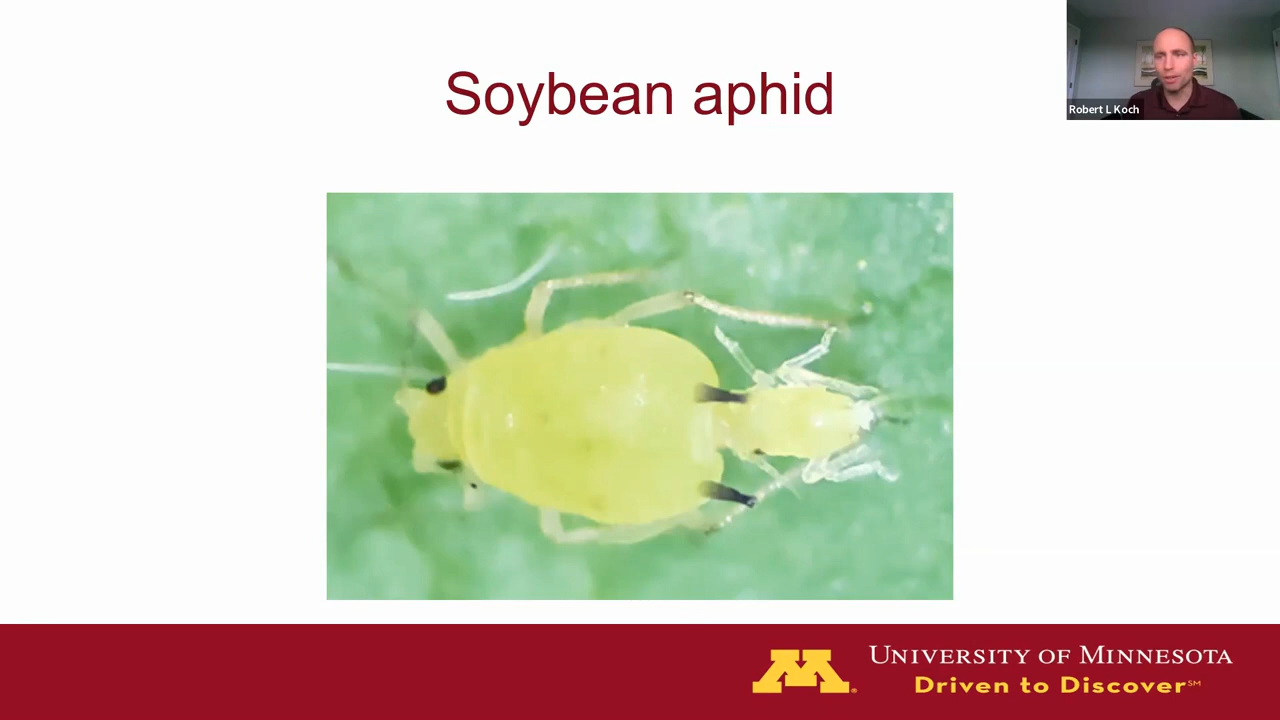 Soybean aphid
Robert L Koch
M
UNIVERSITY OF MINNESOTA
Driven to Discover℠